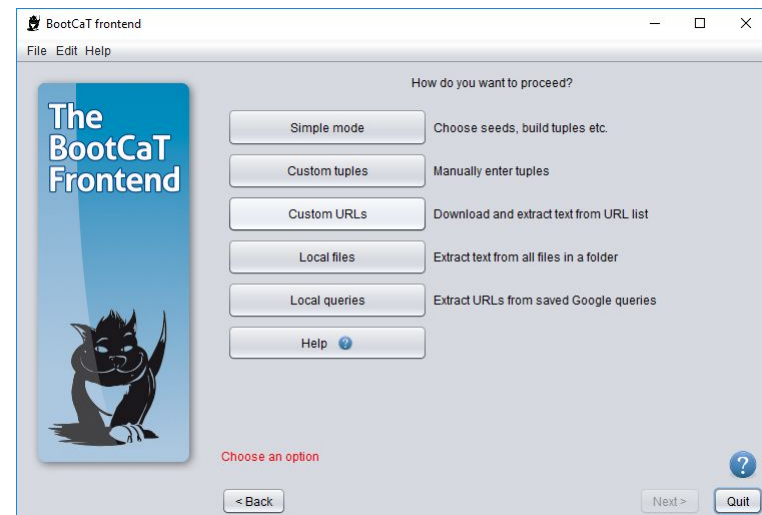 BootCaT frontend
File Edit Help
How do you want to proceed?
The
BootCaT
Frontend
Simple mode Choose seeds, build tuples etc.
Custom tuples Manually enter tuples
Custom URLs Download and extract text from URL list
Local files Extract text from all files in a folder
Local queries Extract URLs from saved Google queries
Help ?
Choose an option
?
< Back Next > Quit